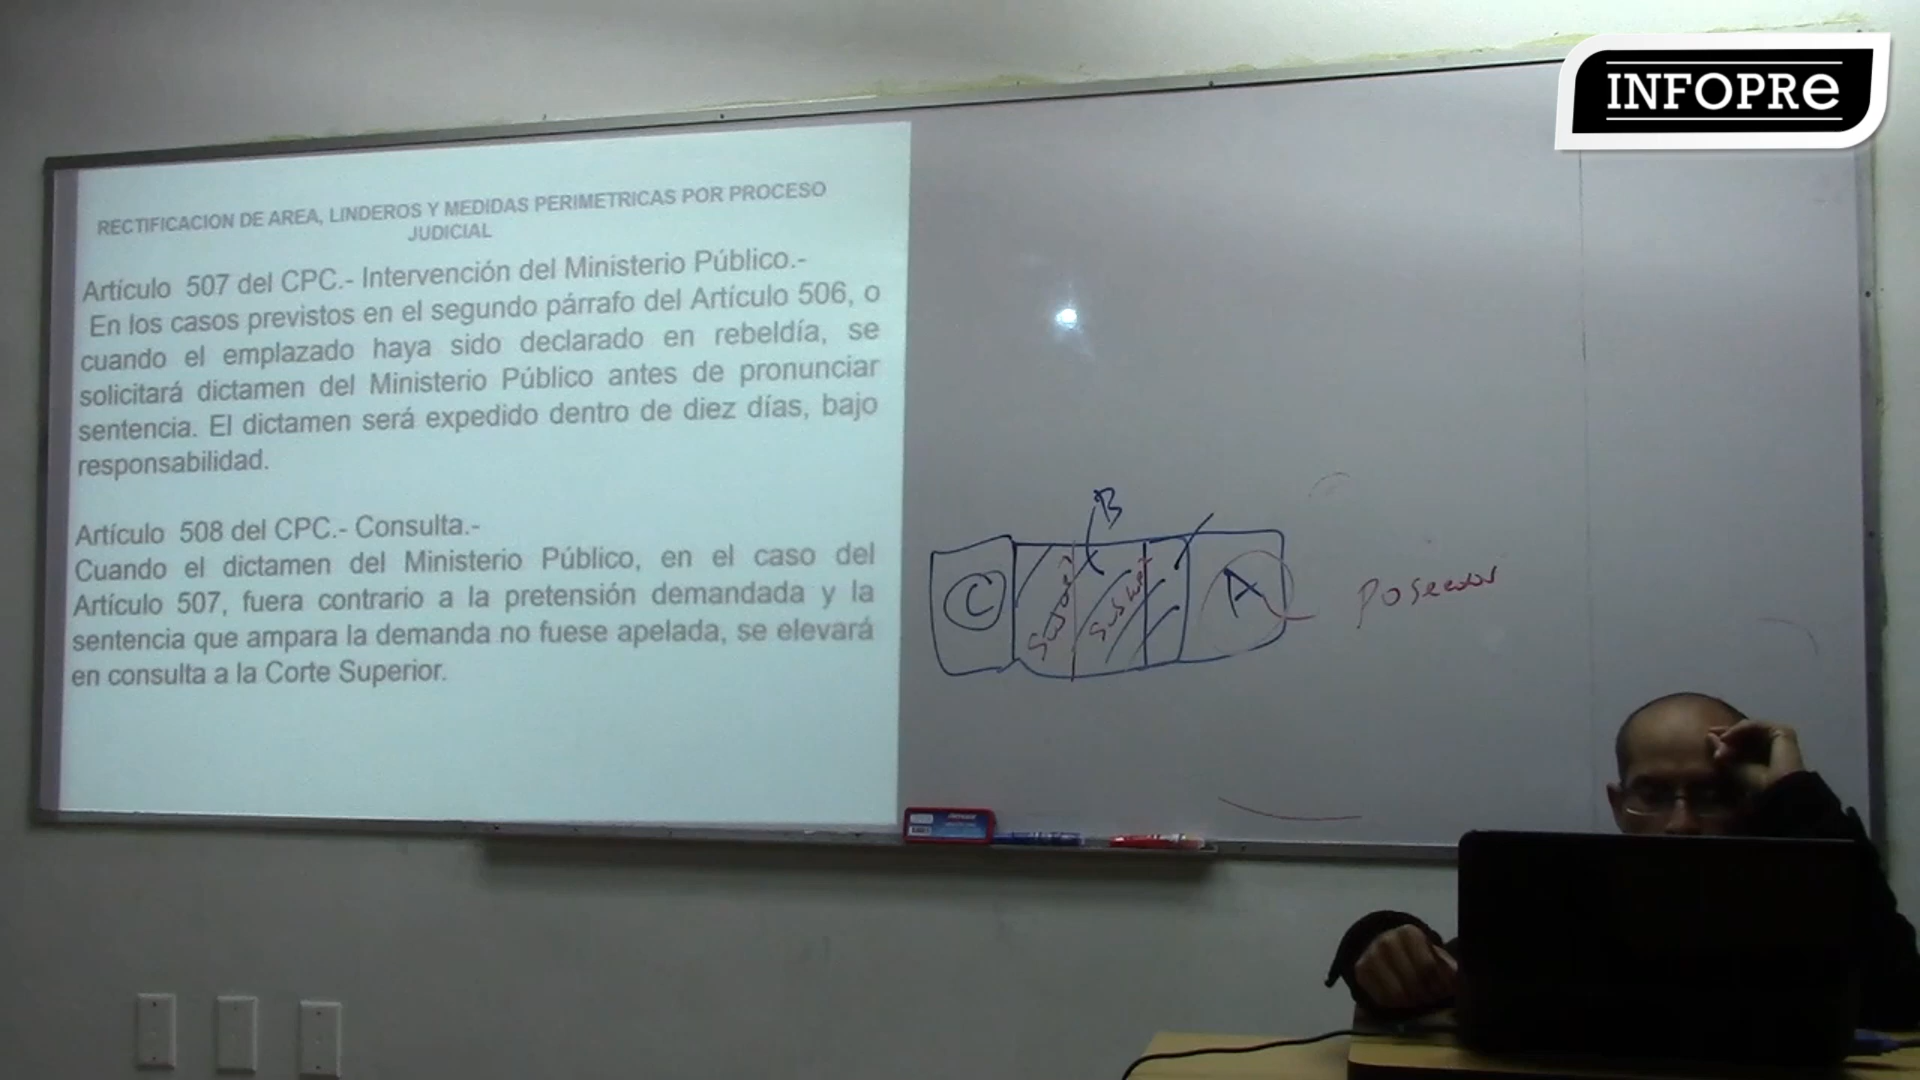 INFOPRe
RECTIFICACION DE AREA, LINDEROS Y MEDIDAS PERIMETRICAS POR PROCESO
JUDICIAL
Artículo 507 del CPC.- Intervención del Ministerio Público.-
En los casos previstos en el segundo párrafo del Artículo 506, o
cuando el emplazado haya sido declarado en rebeldía, se
solicitará dictamen del Ministerio Público antes de pronunciar
sentencia. El dictamen será expedido dentro de diez días, bajo
responsabilidad.
Artículo 508 del CPC.- Consulta.-
Cuando el dictamen del Ministerio Público, en el caso del
Artículo 507, fuera contrario a la pretensión demandada y la
sentencia que ampara la demanda no fuese apelada, se elevará
en consulta a la Corte Superior.
B
C
A